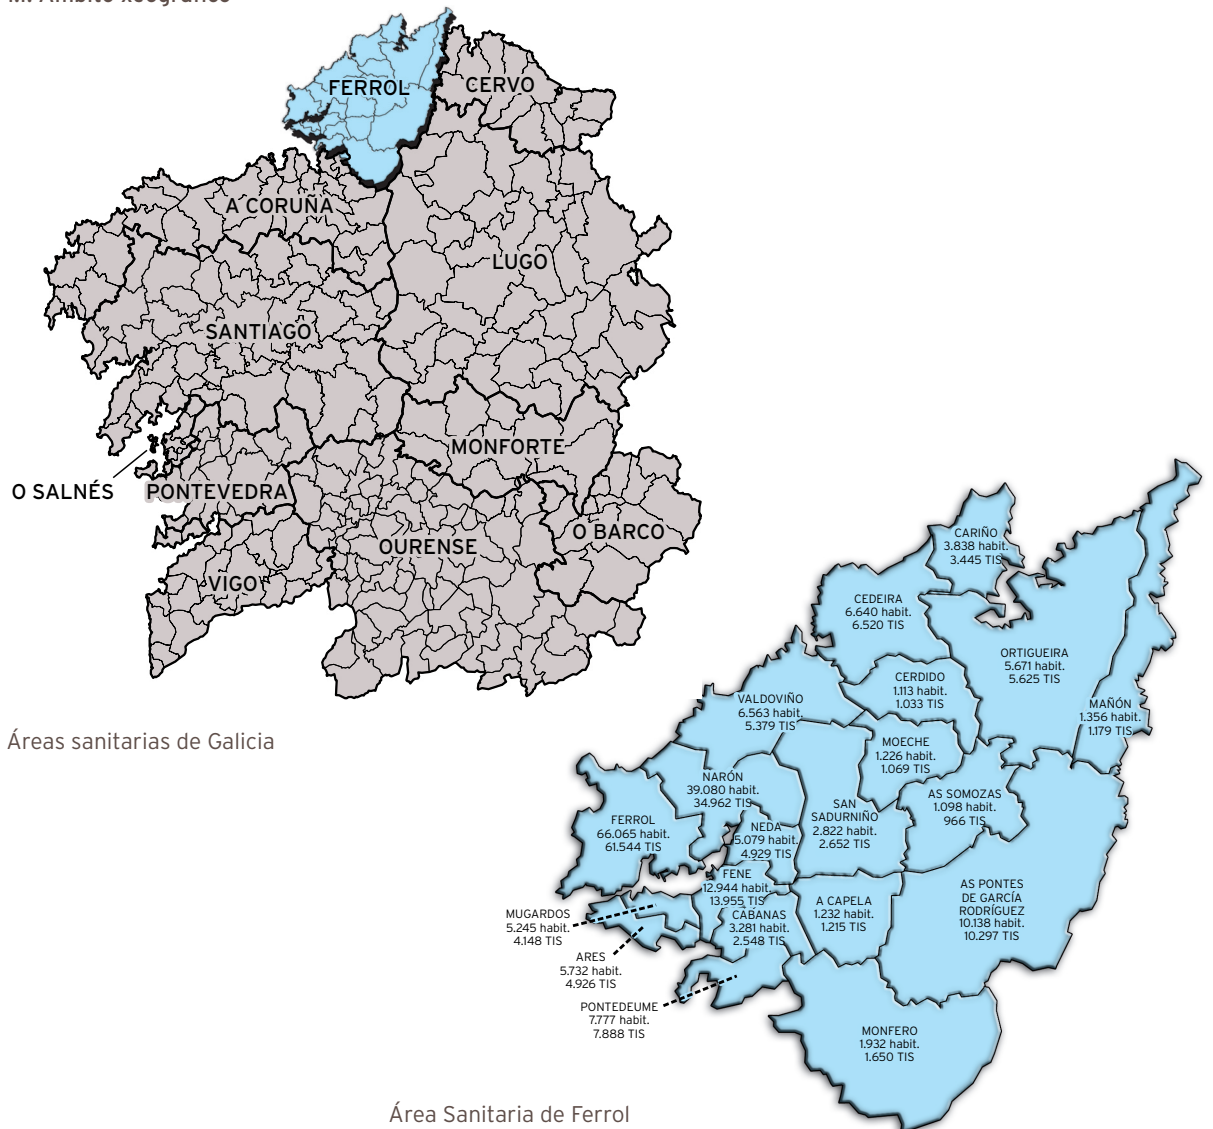 M. Ámbito xeográfico
FERROL
CERVO
A CORUÑA
LUGO
SANTIAGO
MONFORTE
O SALNÉS
PONTEVEDRA
O BARCO
OURENSE
VIGO
Áreas sanitarias de Galicia
CARIÑO
3.838 habit.
3.445 TIS
CEDEIRA
6.640 habit.
6.520 TIS
ORTIGUEIRA
5.671 habit.
5.625 TIS
CERDIDO
1.113 habit.
1.033 TIS
VALDOVIÑO
6.563 habit.
5.379 TIS
MAÑÓN
1.356 habit.
1.179 TIS
MOECHE
1.226 habit.
1.069 TIS
NARÓN
39.080 habit.
34.962 TIS
AS SOMOZAS
1.098 habit.
966 TIS
SAN
SADURNIÑO
2.822 habit.
2.652 TIS
FERROL
66.065 habit.
61.544 TIS
NEDA
5.079 habit.
4.929 TIS
FENE
12.944 habit.
13.955 TIS
AS PONTES
DE GARCÍA
RODRÍGUEZ
10.138 habit.
10.297 TIS
A CAPELA
1.232 habit.
1.215 TIS
CABANAS
3.281 habit.
2.548 TIS
MUGARDOS
5.245 habit.
4.148 TIS
ARES
5.732 habit.
4.926 TIS
PONTEDEUME
7.777 habit.
7.888 TIS
MONFERO
1.932 habit.
1.650 TIS
Área Sanitaria de Ferrol